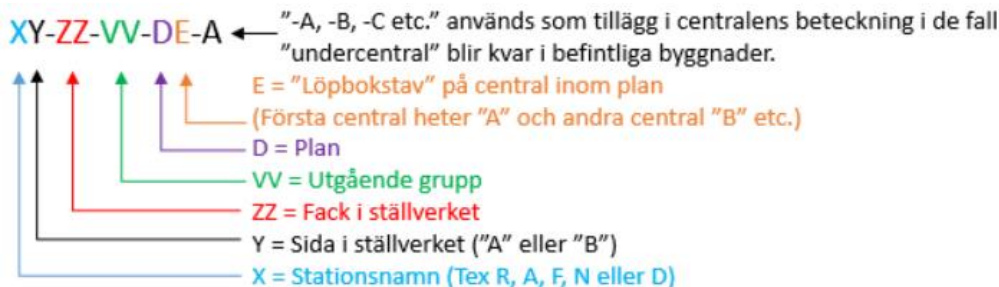 XY-ZZ-VV-DE-A
"-A, -B, -C etc." används som tillägg i centralens beteckning i de fall
"undercentral" blir kvar i befintliga byggnader.
E = "Löpbokstav" på central inom plan
(Första central heter "A" och andra central "B" etc.)
D = Plan
VV = Utgående grupp
ZZ = Fack i ställverket
Y = Sida i ställverket ("A" eller "B")
X = Stationsnamn (Tex R, A, F, N eller D)